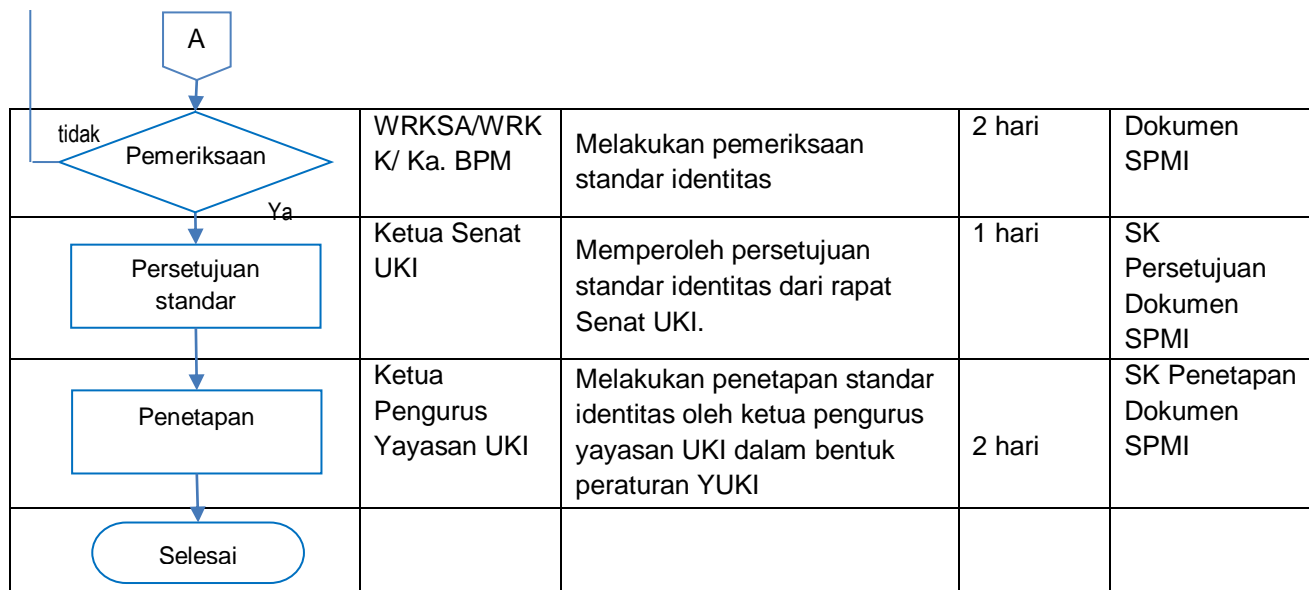 A
tidak
Pemeriksaan
Ya
WRKSA/WRK
K/ Ka. BPM
Melakukan pemeriksaan
standar identitas
2 hari
Dokumen
SPMI
Persetujuan
standar
Ketua Senat
UKI
Memperoleh persetujuan
standar identitas dari rapat
Senat UKI.
1 hari
SK
Persetujuan
Dokumen
SPMI
Penetapan
Ketua
Pengurus
Yayasan UKI
Melakukan penetapan standar
identitas oleh ketua pengurus
yayasan UKI dalam bentuk
peraturan YUKI
2 hari
SK Penetapan
Dokumen
SPMI
Selesai